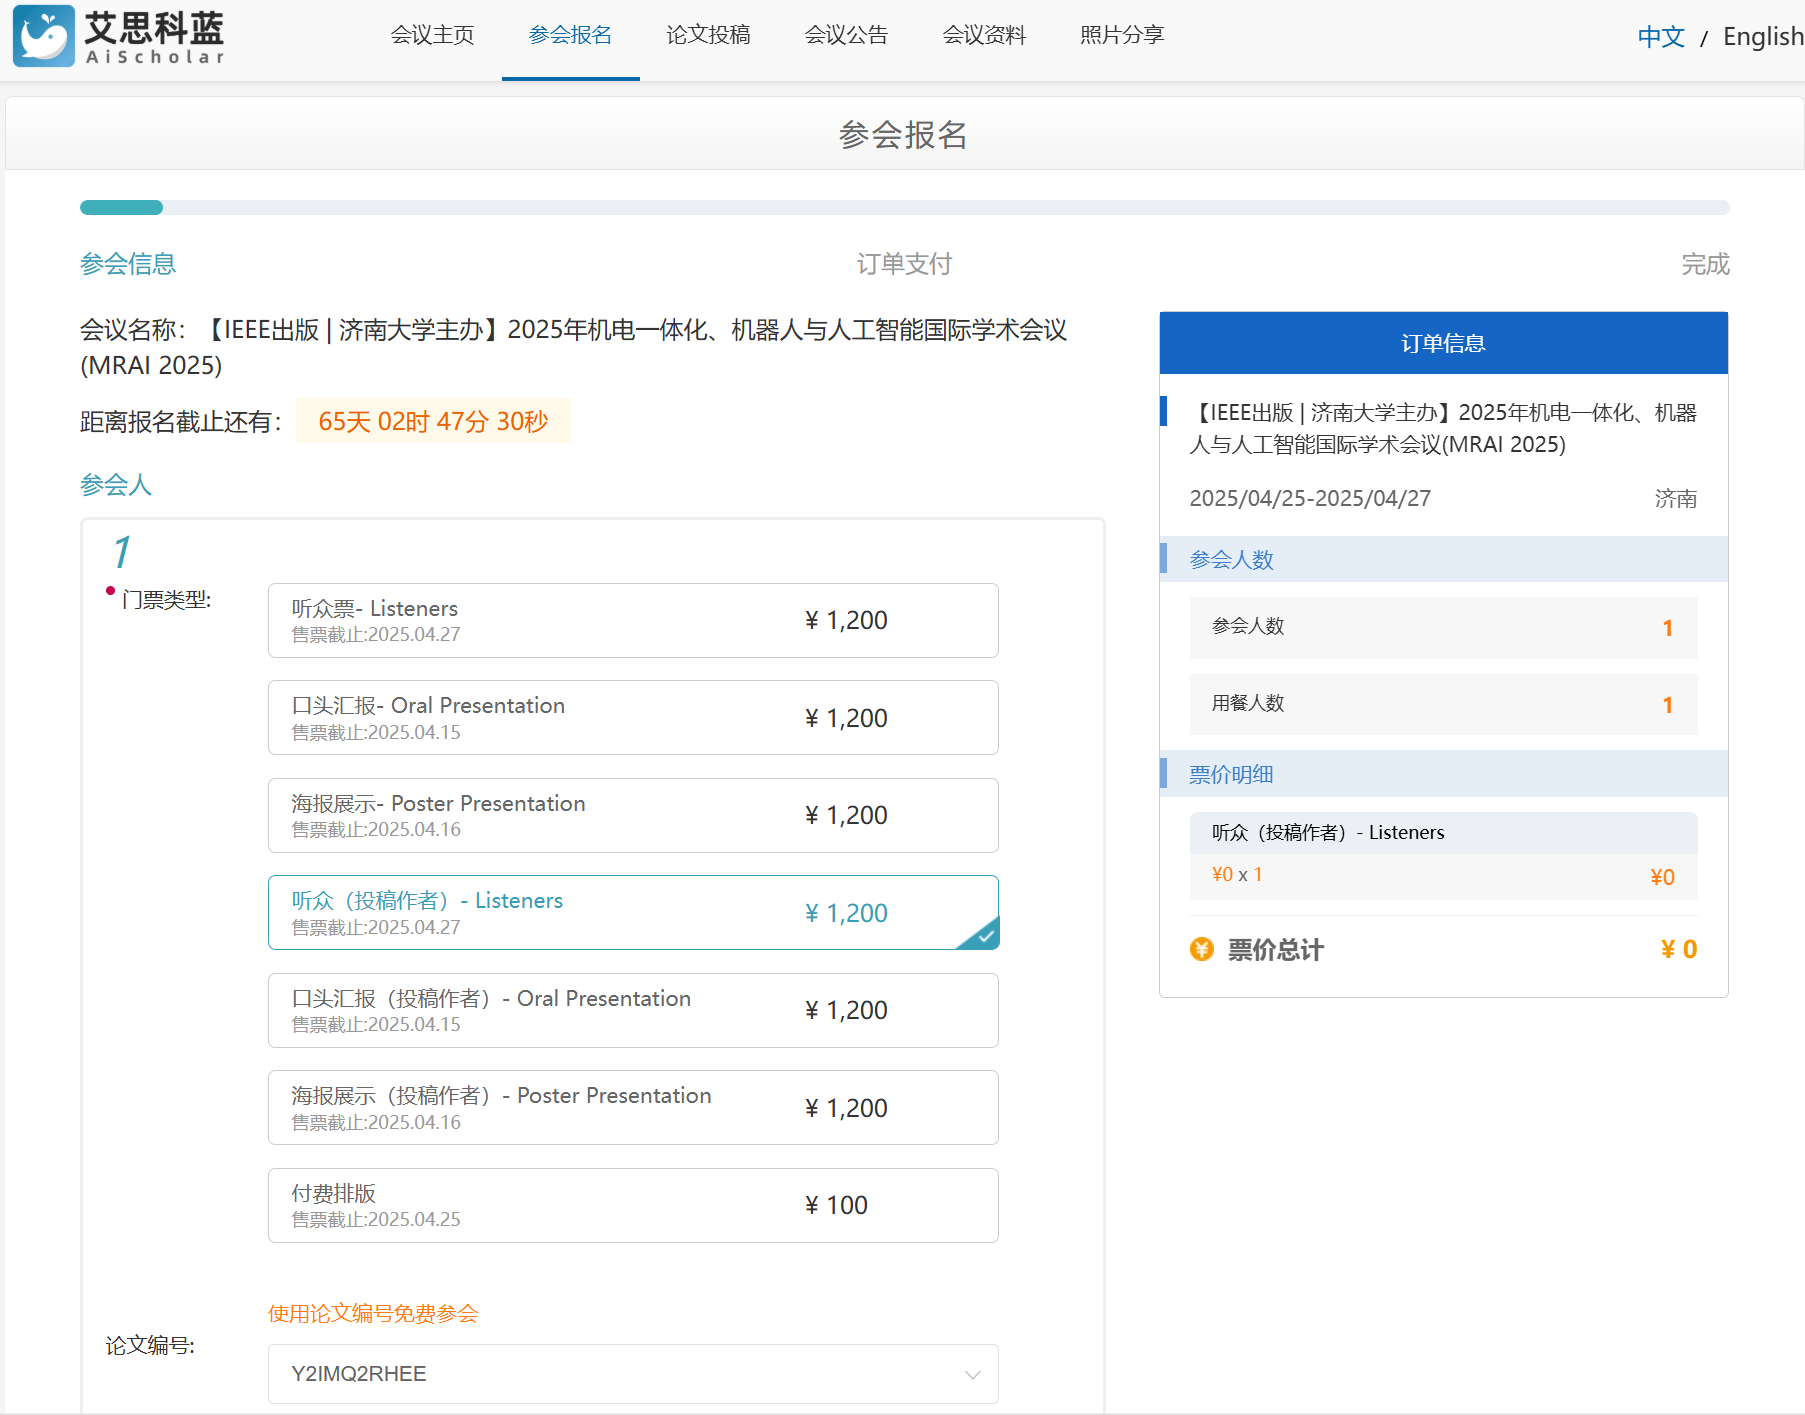 艾思科蓝
AiScholar
会议主页
参会报名
论文投稿
会议公告
会议资料
照片分享
中文 / English
参会报名
参会信息
订单支付
完成
会议名称：【IEEE出版 | 济南大学主办】2025年机电一体化、机器人与人工智能国际学术会议
(MRAI 2025)
距离报名截止还有： 65天 02时 47分 30秒
参会人
1
门票类型:
听众票- Listeners
售票截止:2025.04.27
¥ 1,200
口头汇报- Oral Presentation
售票截止:2025.04.15
¥ 1,200
海报展示- Poster Presentation
售票截止:2025.04.16
¥ 1,200
听众（投稿作者）- Listeners
售票截止:2025.04.27
¥ 1,200
口头汇报（投稿作者）- Oral Presentation
售票截止:2025.04.15
¥ 1,200
海报展示（投稿作者）- Poster Presentation
售票截止:2025.04.16
¥ 1,200
付费排版
售票截止:2025.04.25
¥ 100
使用论文编号免费参会
论文编号:
Y2IMQ2RHEE
订单信息
【IEEE出版 | 济南大学主办】2025年机电一体化、机器
人与人工智能国际学术会议(MRAI 2025)
2025/04/25-2025/04/27 济南
参会人数
参会人数 1
用餐人数 1
票价明细
听众（投稿作者）- Listeners
¥0 x 1 ¥0
¥ 票价总计 ¥ 0